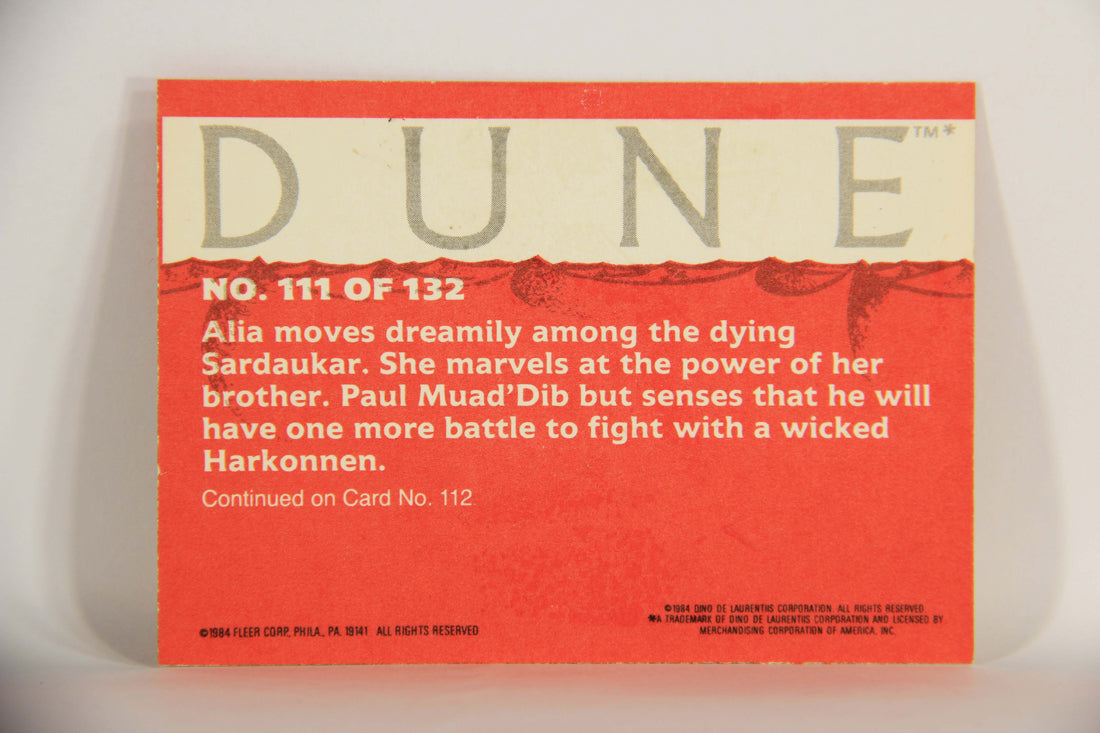 DUNE™*
NO. 111 OF 132
Alia moves dreamily among the dying
Sardaukar. She marvels at the power of her
brother. Paul Muad'Dib but senses that he will
have one more battle to fight with a wicked
Harkonnen.
Continued on Card No. 112
©1984 FLEER CORP., PHILA., PA. 19141 ALL RIGHTS RESERVED
©1984 DINO DE LAURENTIIS CORPORATION. ALL RIGHTS RESERVED.
*A TRADEMARK OF DINO DE LAURENTIIS CORPORATION AND LICENSED BY
MERCHANDISING CORPORATION OF AMERICA, INC.